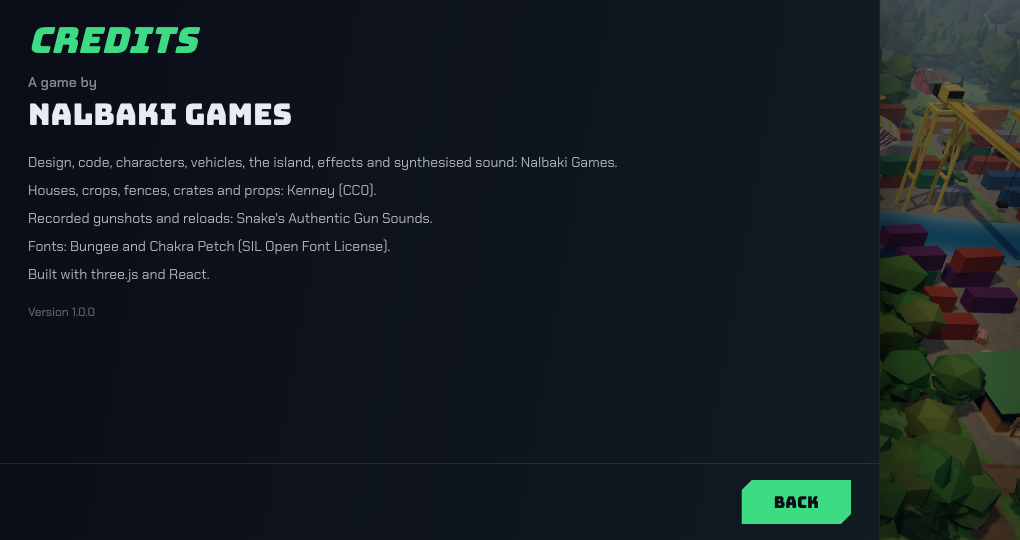 CREDITS
A game by
NALBAKI GAMES
Design, code, characters, vehicles, the island, effects and synthesised sound: Nalbaki Games.
Houses, crops, fences, crates and props: Kenney (CC0).
Recorded gunshots and reloads: Snake's Authentic Gun Sounds.
Fonts: Bungee and Chakra Petch (SIL Open Font License).
Built with three.js and React.
Version 1.0.0
BACK